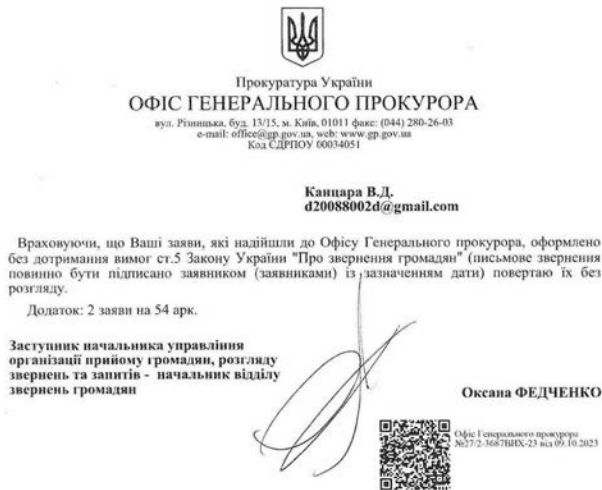 Прокуратура України
ОФІС ГЕНЕРАЛЬНОГО ПРОКУРОРА
вул. Різницька, буд. 13/15, м. Київ, 01011 факс: (044) 280-26-03
e-mail: office@gp.gov.ua, web: www.gp.gov.ua
Код ЄДРПОУ 00034051
Канцара В.Д.
d20088002d@gmail.com
Враховуючи, що Ваші заяви, які надійшли до Офісу Генерального прокурора, оформлено
без дотримання вимог ст.5 Закону України "Про звернення громадян" (письмове звернення
повинно бути підписано заявником (заявниками) із зазначенням дати) повертаю їх без
розгляду.
Додаток: 2 заяви на 54 арк.
Заступник начальника управління
організації прийому громадян, розгляду
звернень та запитів - начальник відділу
звернень громадян
Оксана ФЕДЧЕНКО
Офіс Генерального прокурора
№27/2-3687ВИХ-23 від 09.10.2023